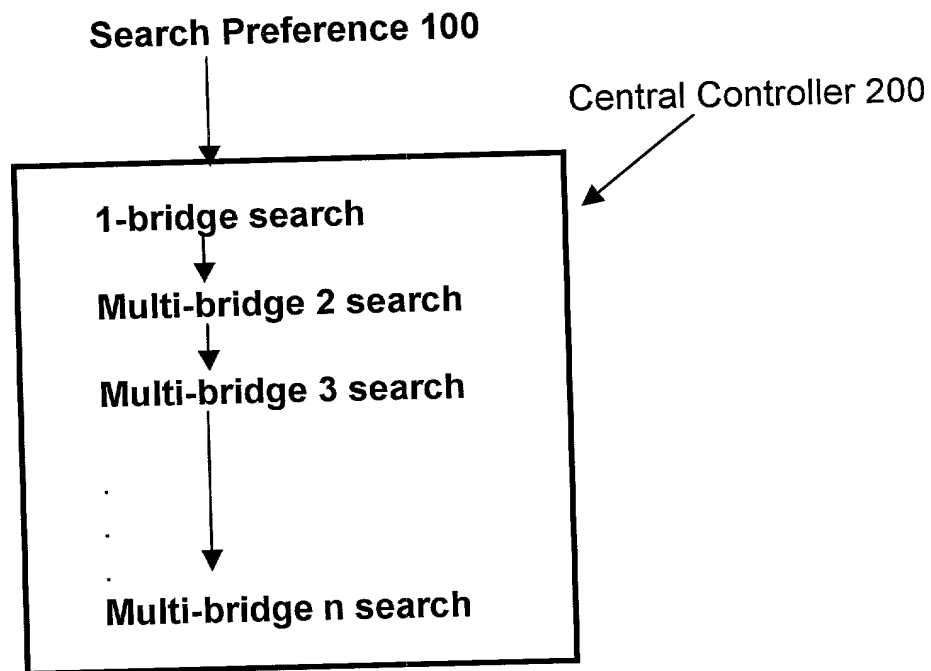 Search Preference 100
Central Controller 200
1-bridge search
Multi-bridge 2 search
Multi-bridge 3 search
.
.
.
Multi-bridge n search